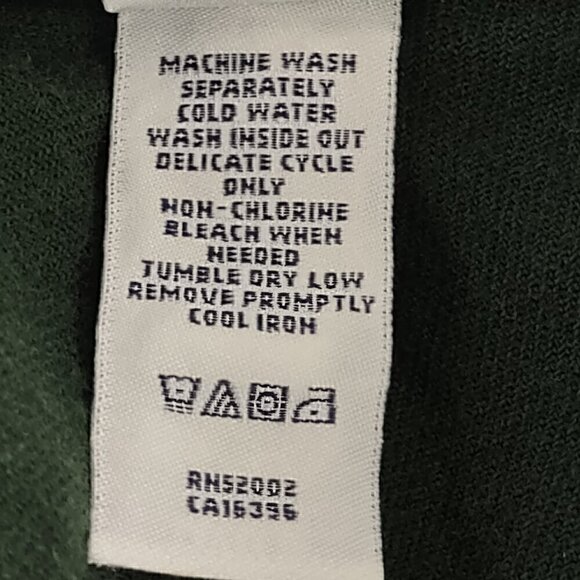 MACHINE WASH
SEPARATELY
COLD WATER
WASH INSIDE OUT
DELICATE CYCLE
ONLY
NON-CHLORINE
BLEACH WHEN
NEEDED
TUMBLE DRY LOW
REMOVE PROMPTLY
COOL IRON
RN52002
CA16396